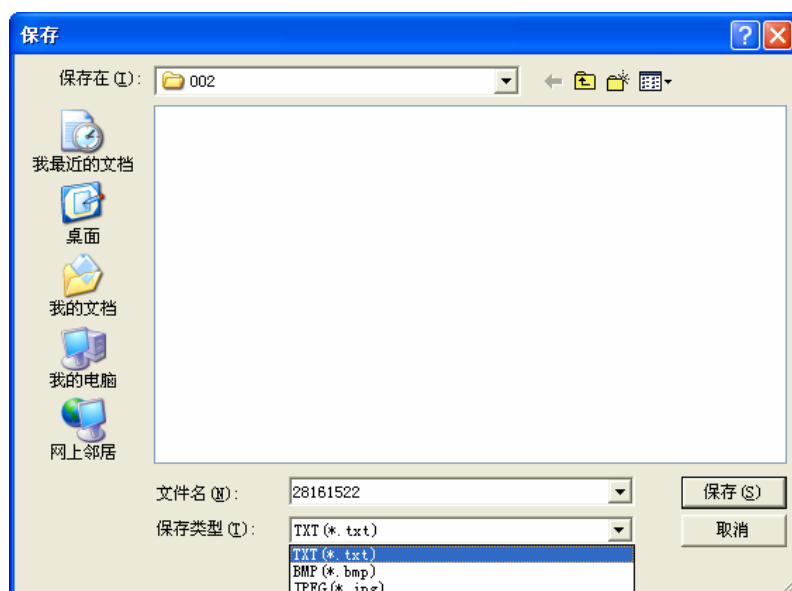 保存
保存在(I):
002
我最近的文档
桌面
我的文档
我的电脑
网上邻居
文件名(N):
28161522
保存(S)
保存类型(T):
TXT(*.txt)
取消
TXT(*.txt)
BMP(*.bmp)
JPEG(*.jpg)